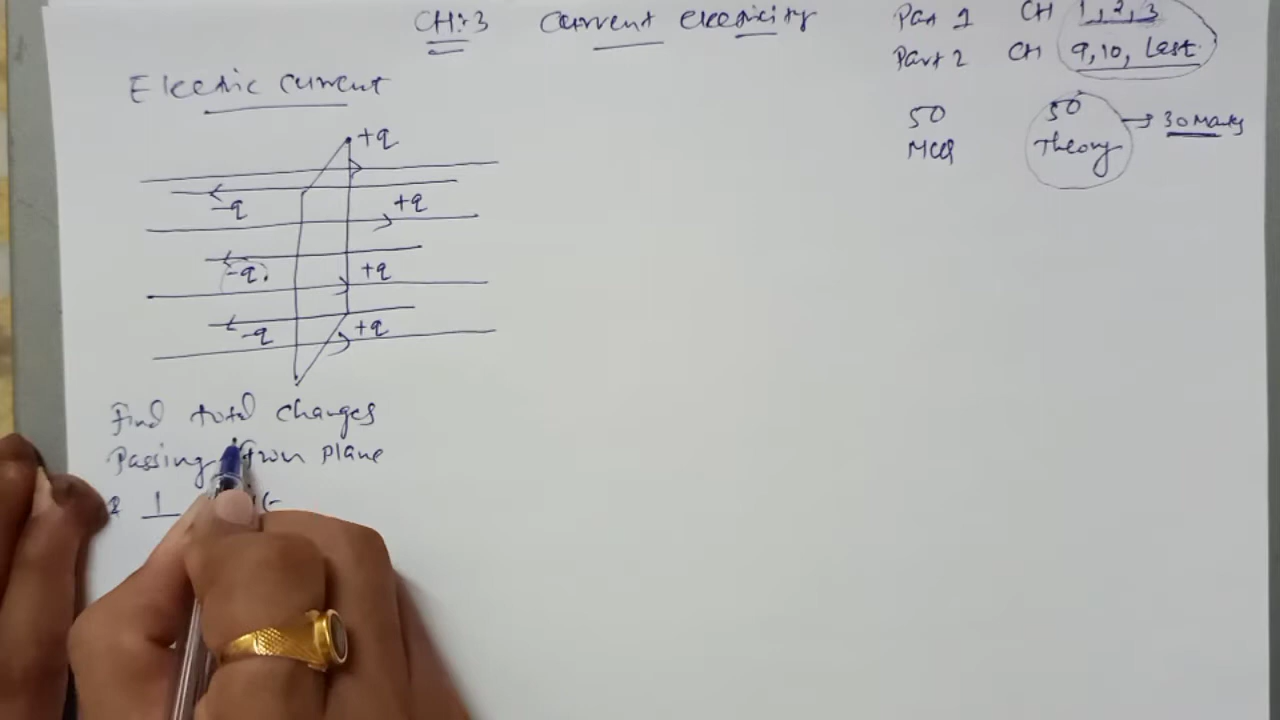 CH:3 Current Electricity
Part 1 CH 1, 2, 3
Part 2 CH 9, 10, Last
50 MCQ
50 Theory → 30 Marks
Electric Current
+q
-q +q
-q +q
-q +q
Find total charges
Passing from plane
1